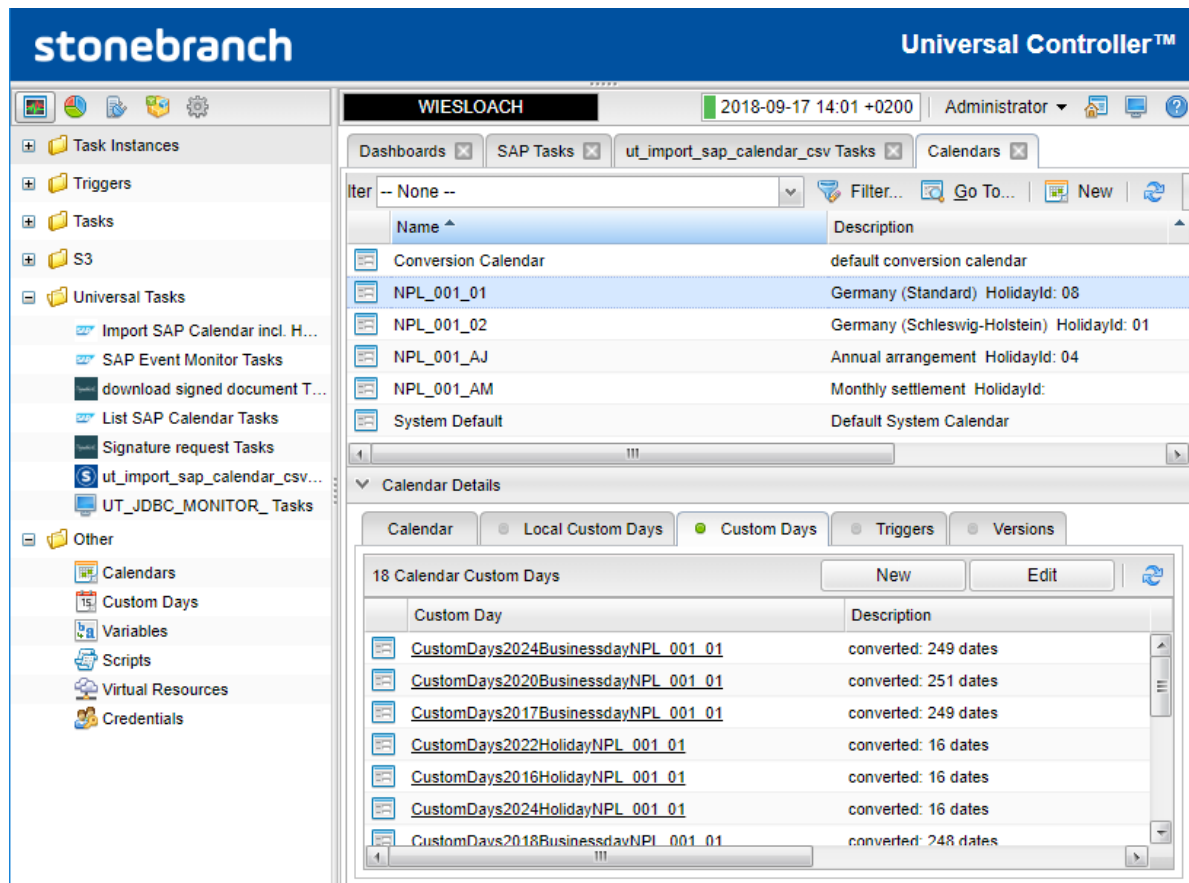 stonebranch
Universal Controller™
WIESLOACH
2018-09-17 14:01 +0200
Administrator
Task Instances
Triggers
Tasks
S3
Universal Tasks
Import SAP Calendar incl. H...
SAP Event Monitor Tasks
download signed document T...
List SAP Calendar Tasks
Signature request Tasks
ut_import_sap_calendar_csv...
UT_JDBC_MONITOR_ Tasks
Other
Calendars
15
Custom Days
Variables
Scripts
Virtual Resources
Credentials
Dashboards
SAP Tasks
ut_import_sap_calendar_csv Tasks
Calendars
lter -- None --
Filter...
Go To...
New
Name Description
Conversion Calendar default conversion calendar
NPL_001_01 Germany (Standard) HolidayId: 08
NPL_001_02 Germany (Schleswig-Holstein) HolidayId: 01
NPL_001_AJ Annual arrangement HolidayId: 04
NPL_001_AM Monthly settlement HolidayId:
System Default Default System Calendar
Calendar Details
Calendar
Local Custom Days
Custom Days
Triggers
Versions
18 Calendar Custom Days
New
Edit
Custom Day Description
CustomDays2024BusinessdayNPL_001_01 converted: 249 dates
CustomDays2020BusinessdayNPL_001_01 converted: 251 dates
CustomDays2017BusinessdayNPL_001_01 converted: 249 dates
CustomDays2022HolidayNPL_001_01 converted: 16 dates
CustomDays2016HolidayNPL_001_01 converted: 16 dates
CustomDays2024HolidayNPL_001_01 converted: 16 dates
CustomDays2018BusinessdayNPL_001_01 converted: 248 dates